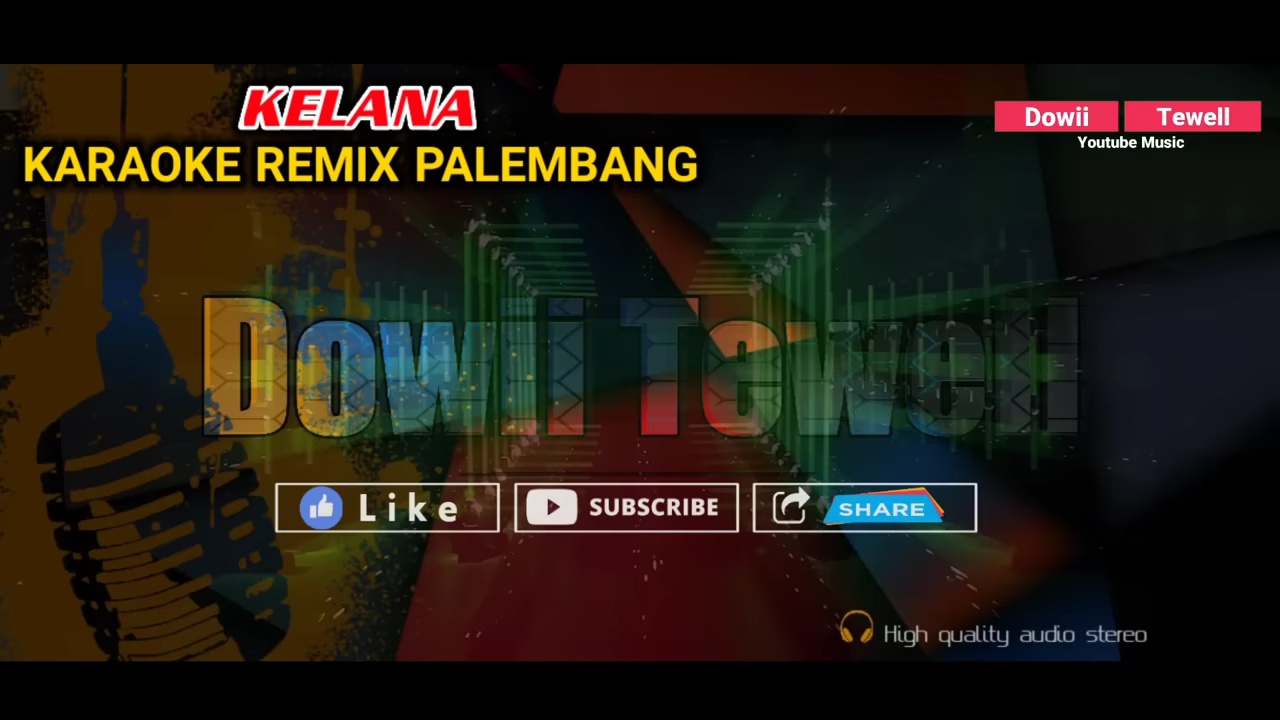 KELANA
KARAOKE REMIX PALEMBANG
Dowii Tewell
Youtube Music
Dowii Tewell
Like
SUBSCRIBE
SHARE
High quality audio stereo